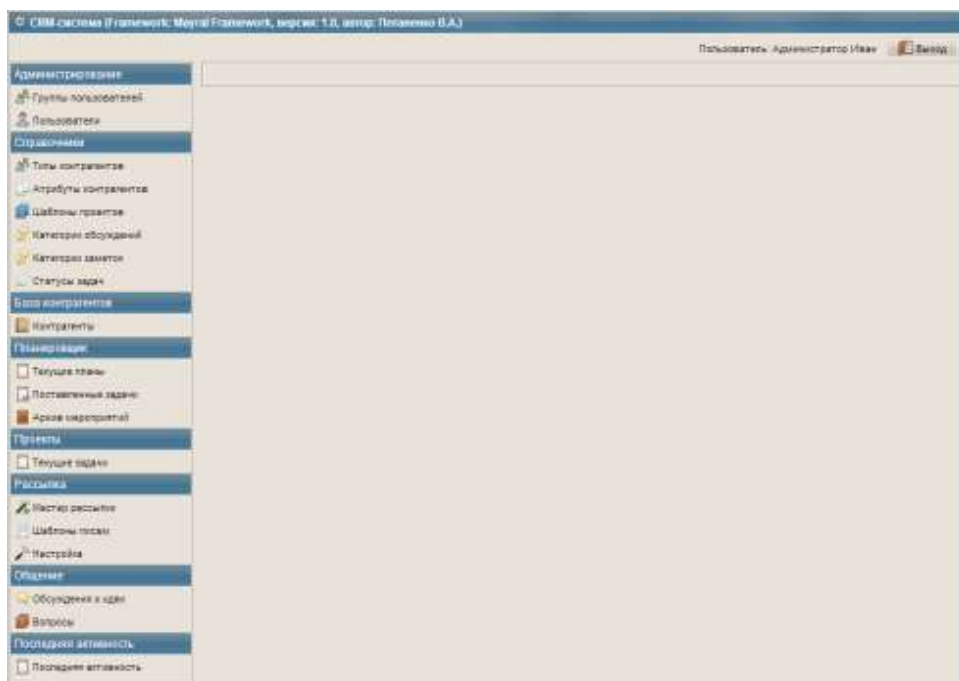 CRM-система (Framework: Mayral Framework, версия: 1.0, автор: Потапенко В.А.)
Пользователь: Администратор Иван Выход
Администрирование
Группы пользователей
Пользователи
Справочники
Типы контрагентов
Атрибуты контрагентов
Шаблоны проектов
Категории обсуждений
Категории заметок
Статусы задач
База контрагентов
Контрагенты
Планировщик
Текущие планы
Поставленные задачи
Архив мероприятий
Проекты
Текущие задачи
Рассылка
Мастер рассылки
Шаблоны писем
Настройка
Общение
Обсуждения и идеи
Вопросы
Последняя активность
Последняя активность